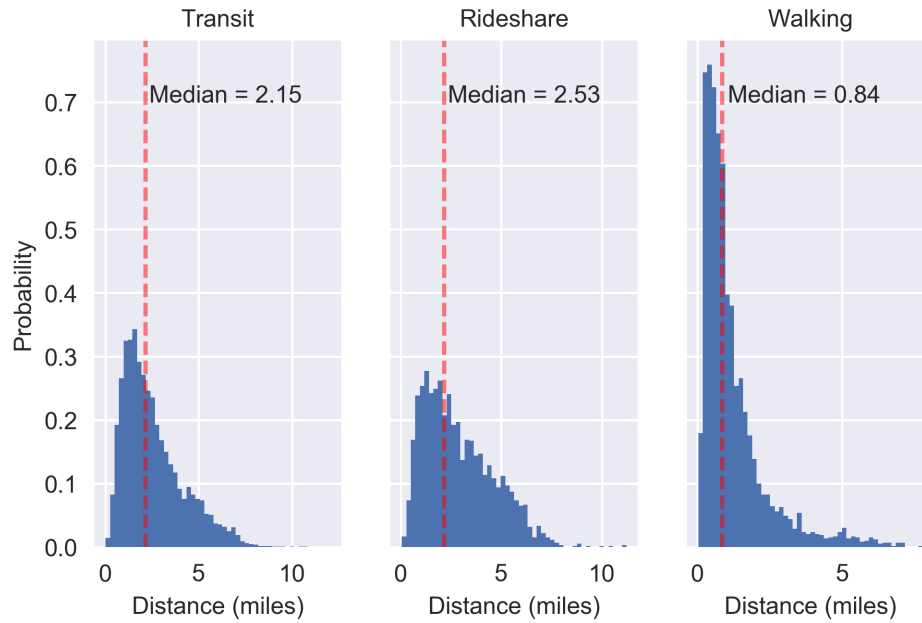 Transit Rideshare Walking
Median = 2.15 Median = 2.53 Median = 0.84
0.7
0.6
0.5
0.4
0.3
0.2
0.1
0.0
Probability
0 5 10 0 5 10 0 5
Distance (miles) Distance (miles) Distance (miles)